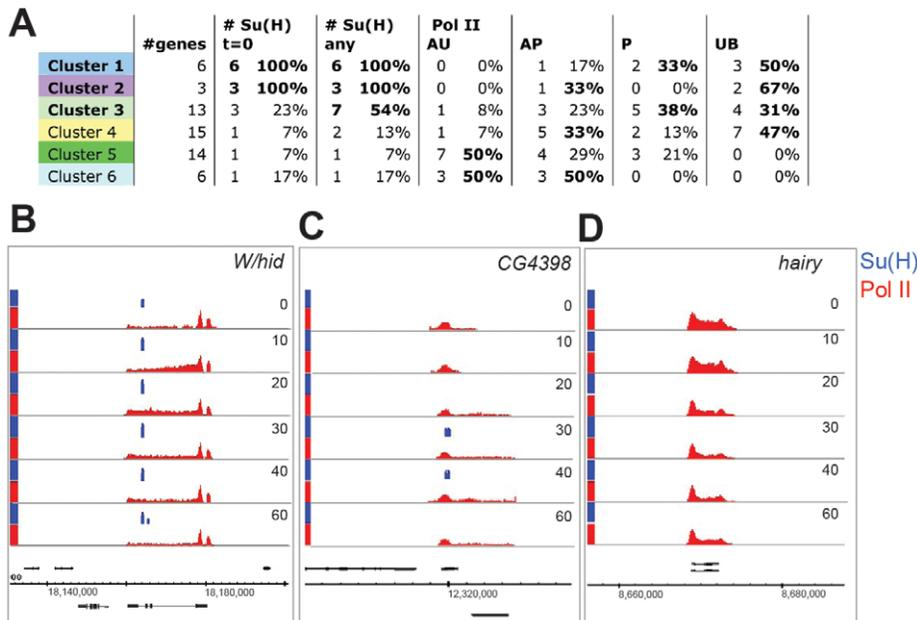 A
# Su(H) # Su(H) Pol II
#genes t=0 any AU AP P UB
Cluster 1 6 6 100% 6 100% 0 0% 1 17% 2 33% 3 50%
Cluster 2 3 3 100% 3 100% 0 0% 1 33% 0 0% 2 67%
Cluster 3 13 3 23% 7 54% 1 8% 3 23% 5 38% 4 31%
Cluster 4 15 1 7% 2 13% 1 7% 5 33% 2 13% 7 47%
Cluster 5 14 1 7% 1 7% 7 50% 4 29% 3 21% 0 0%
Cluster 6 6 1 17% 1 17% 3 50% 3 50% 0 0% 0 0%
B
W/hid
0
10
20
30
40
60
18,140,000 18,180,000
C
CG4398
0
10
20
30
40
60
12,320,000
D
hairy
0
10
20
30
40
60
8,660,000 8,680,000
Su(H)
Pol II